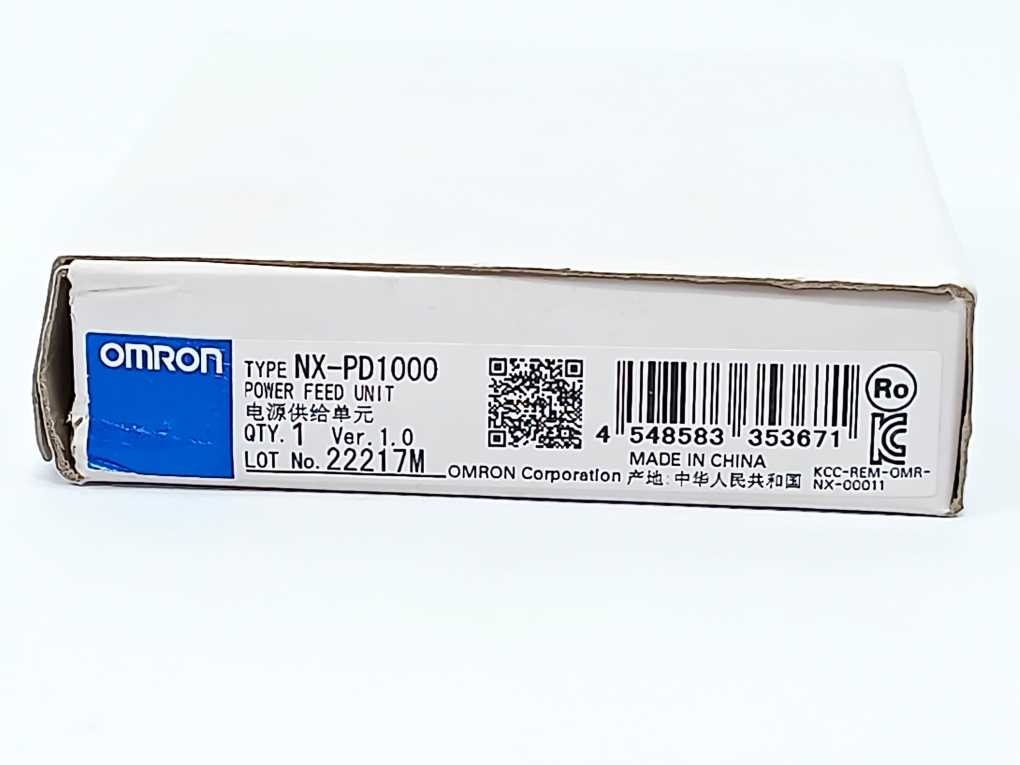 OMRON
TYPE NX-PD1000
POWER FEED UNIT
电源供给单元
QTY. 1 Ver. 1.0
LOT No. 22217M
4 548583 353671
MADE IN CHINA
OMRON Corporation 产地:中华人民共和国
Ro
KC
KCC-REM-OMR-
NX-00011